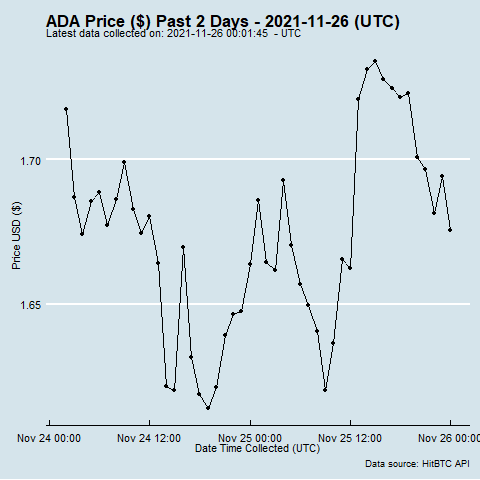 ADA Price ($) Past 2 Days - 2021-11-26 (UTC)
Latest data collected on: 2021-11-26 00:01:45 - UTC
Price USD ($)
1.70
1.65
Nov 24 00:00 Nov 24 12:00 Nov 25 00:00 Nov 25 12:00 Nov 26 00:00
Date Time Collected (UTC)
Data source: HitBTC API